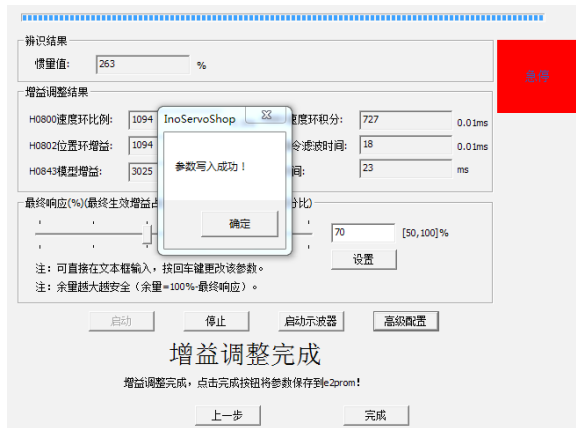 辨识结果
惯量值: 263 %
急停
增益调整结果
H0800速度环比例: 1094 速度环积分: 727 0.01ms
InoServoShop
H0802位置环增益: 1094 令滤波时间: 18 0.01ms
参数写入成功！
H0843模型增益: 3025 间: 23 ms
最终响应(%)(最终生效增益占 分比)
确定
70 [50,100]%
注：可直接在文本框输入，按回车键更改该参数。
设置
注：余量越大越安全（余量=100%-最终响应）。
启动 停止 启动示波器 高级配置
增益调整完成
增益调整完成，点击完成按钮将参数保存到e2prom!
上一步 完成